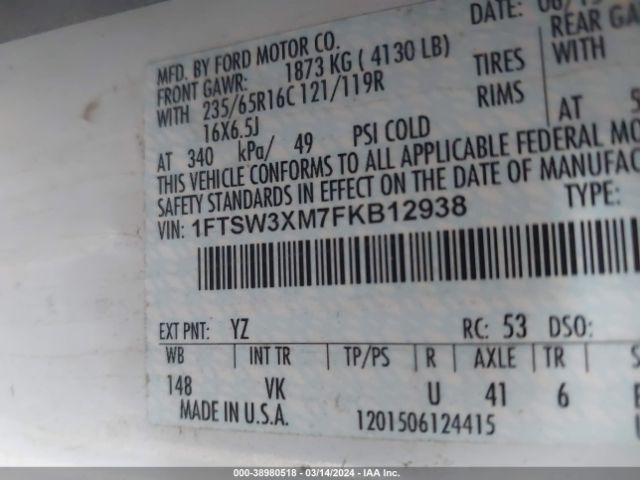 DATE:
MFD. BY FORD MOTOR CO.
FRONT GAWR: 1873 KG ( 4130 LB) REAR GA
WITH 235/65R16C 121/119R TIRES WITH
16X6.5J RIMS
AT 340 kPa/ 49 PSI COLD AT 5
THIS VEHICLE CONFORMS TO ALL APPLICABLE FEDERAL MO
SAFETY STANDARDS IN EFFECT ON THE DATE OF MANUFAC
VIN: 1FTSW3XM7FKB12938 TYPE:
EXT PNT: YZ RC: 53 DSO:
WB INT TR TP/PS R AXLE TR S
148 VK U 41 6
MADE IN U.S.A. 1201506124415
000-38980518 - 03/14/2024 - IAA Inc.